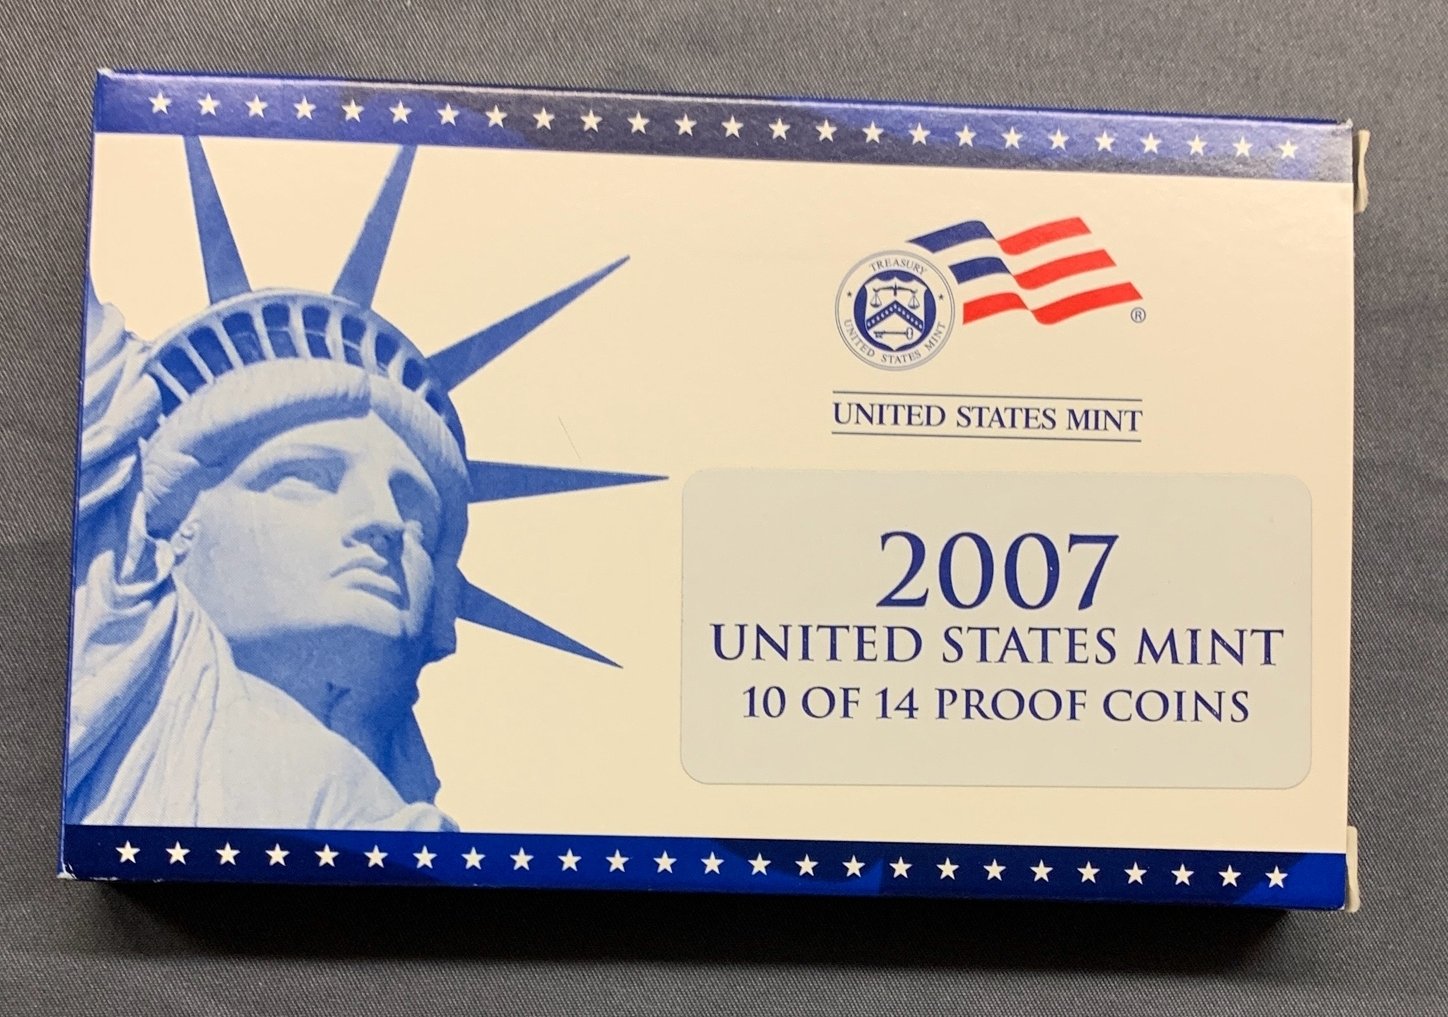 TREASURY
UNITED STATES MINT
®
UNITED STATES MINT
2007
UNITED STATES MINT
10 OF 14 PROOF COINS